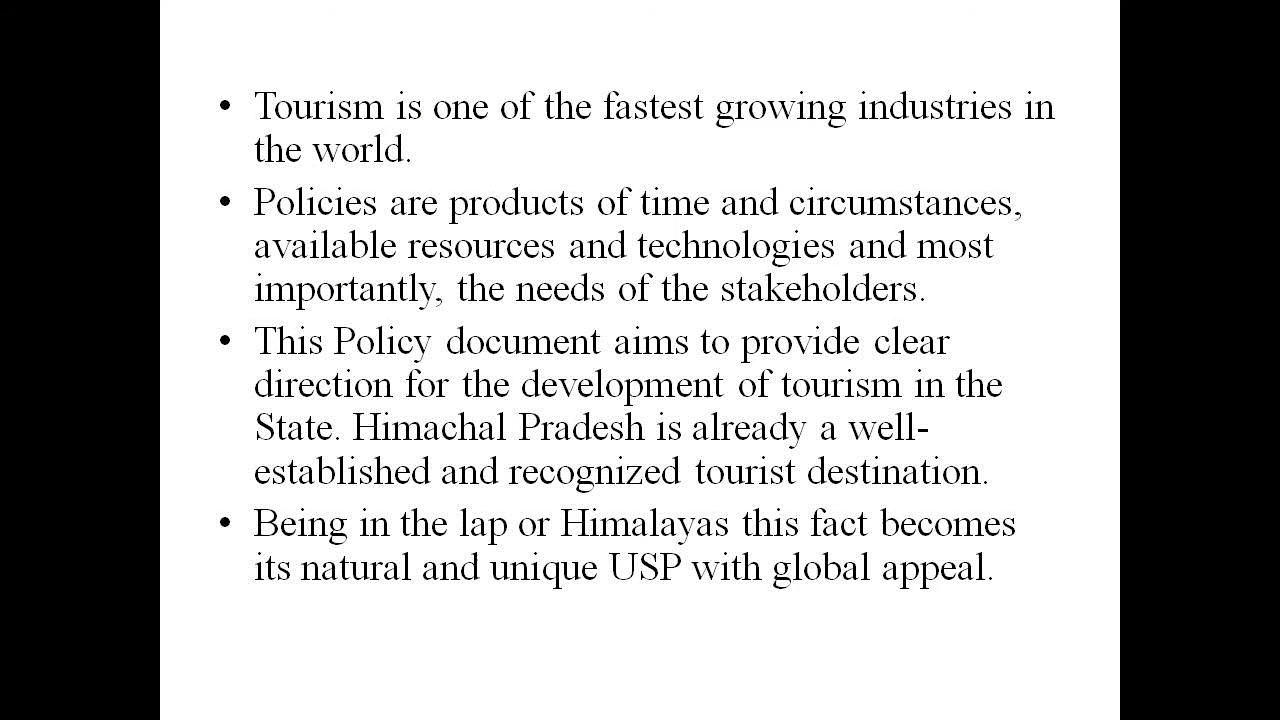 • Tourism is one of the fastest growing industries in
the world.
• Policies are products of time and circumstances,
available resources and technologies and most
importantly, the needs of the stakeholders.
• This Policy document aims to provide clear
direction for the development of tourism in the
State. Himachal Pradesh is already a well-
established and recognized tourist destination.
• Being in the lap or Himalayas this fact becomes
its natural and unique USP with global appeal.